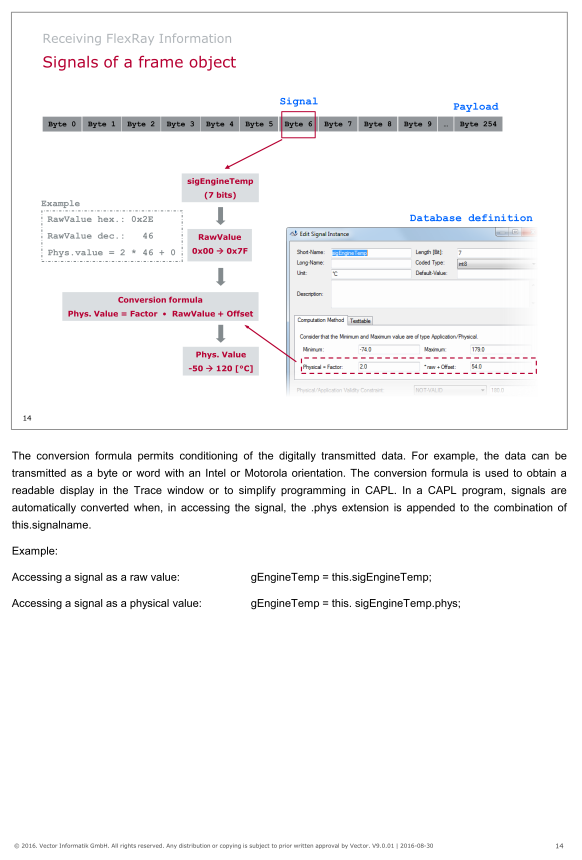 Receiving FlexRay Information
Signals of a frame object
Signal
Payload
Byte 0 Byte 1 Byte 2 Byte 3 Byte 4 Byte 5 Byte 6 Byte 7 Byte 8 Byte 9 … Byte 254
sigEngineTemp
(7 bits)
Example
RawValue hex.: 0x2E
RawValue dec.: 46
Phys.value = 2 * 46 + 0
RawValue
0x00 → 0x7F
Conversion formula
Phys. Value = Factor • RawValue + Offset
Phys. Value
-50 → 120 [°C]
Database definition
Edit Signal Instance
Short-Name: sigEngineTemp Length [Bit]: 7
Long-Name: Coded Type: int8
Unit: °C Default-Value:
Description:
Computation Method Texttable
Consider that the Minimum and Maximum value are of type Application/Physical.
Minimum: -74.0 Maximum: 179.0
Physical = Factor: 2.0 * raw + Offset: 54.0
Physical/Application Validity Constraint: NOT-VALID 180.0
14
The conversion formula permits conditioning of the digitally transmitted data. For example, the data can be
transmitted as a byte or word with an Intel or Motorola orientation. The conversion formula is used to obtain a
readable display in the Trace window or to simplify programming in CAPL. In a CAPL program, signals are
automatically converted when, in accessing the signal, the .phys extension is appended to the combination of
this.signalname.
Example:
Accessing a signal as a raw value: gEngineTemp = this.sigEngineTemp;
Accessing a signal as a physical value: gEngineTemp = this. sigEngineTemp.phys;
© 2016. Vector Informatik GmbH. All rights reserved. Any distribution or copying is subject to prior written approval by Vector. V9.0.01 | 2016-08-30 14